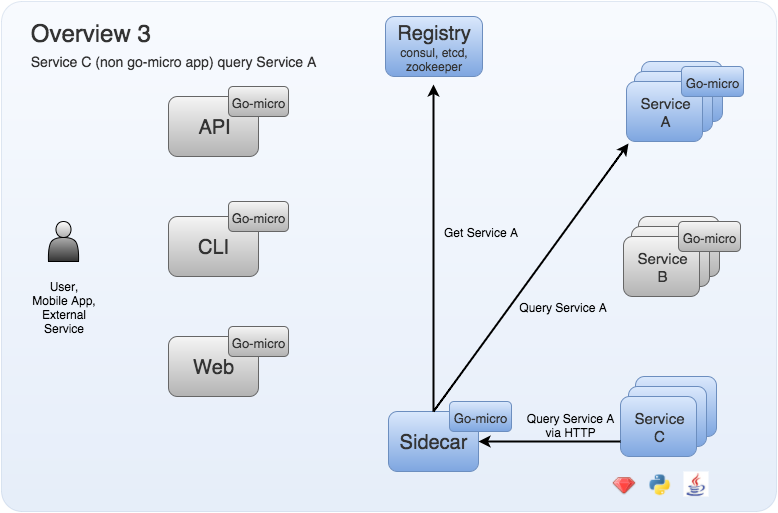 Overview 3
Service C (non go-micro app) query Service A
Registry
consul, etcd,
zookeeper
Go-micro
API
Go-micro
Service
A
Go-micro
CLI
Get Service A
Go-micro
Service
B
User,
Mobile App,
External
Service
Query Service A
Go-micro
Web
Go-micro
Sidecar
Query Service A
via HTTP
Service
C